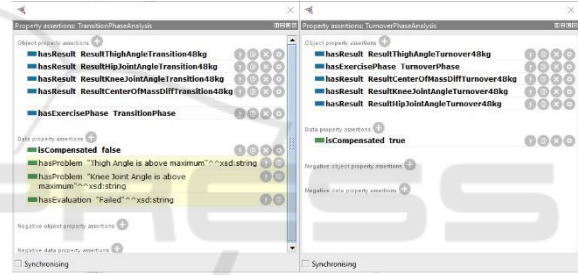 Property assertions: TransitionPhaseAnalysis
Object property assertions
hasResult ResultThighAngleTransition48kg
hasResult ResultHipJointAngleTransition48kg
hasResult ResultKneeJointAngleTransition48kg
hasResult ResultCenterOfMassDiffTransition48kg
hasExercisePhase TransitionPhase
Data property assertions
isCompensated false
hasProblem "Thigh Angle is above maximum"^^xsd:string
hasProblem "Knee Joint Angle is above
maximum"^^xsd:string
hasEvaluation "Failed"^^xsd:string
Negative object property assertions
Negative data property assertions
Synchronising
Property assertions: TurnoverPhaseAnalysis
Object property assertions
hasResult ResultThighAngleTurnover48kg
hasExercisePhase TurnoverPhase
hasResult ResultCenterOfMassDiffTurnover48kg
hasResult ResultKneeJointAngleTurnover48kg
hasResult ResultHipJointAngleTurnover48kg
Data property assertions
isCompensated true
Negative object property assertions
Negative data property assertions
Synchronising